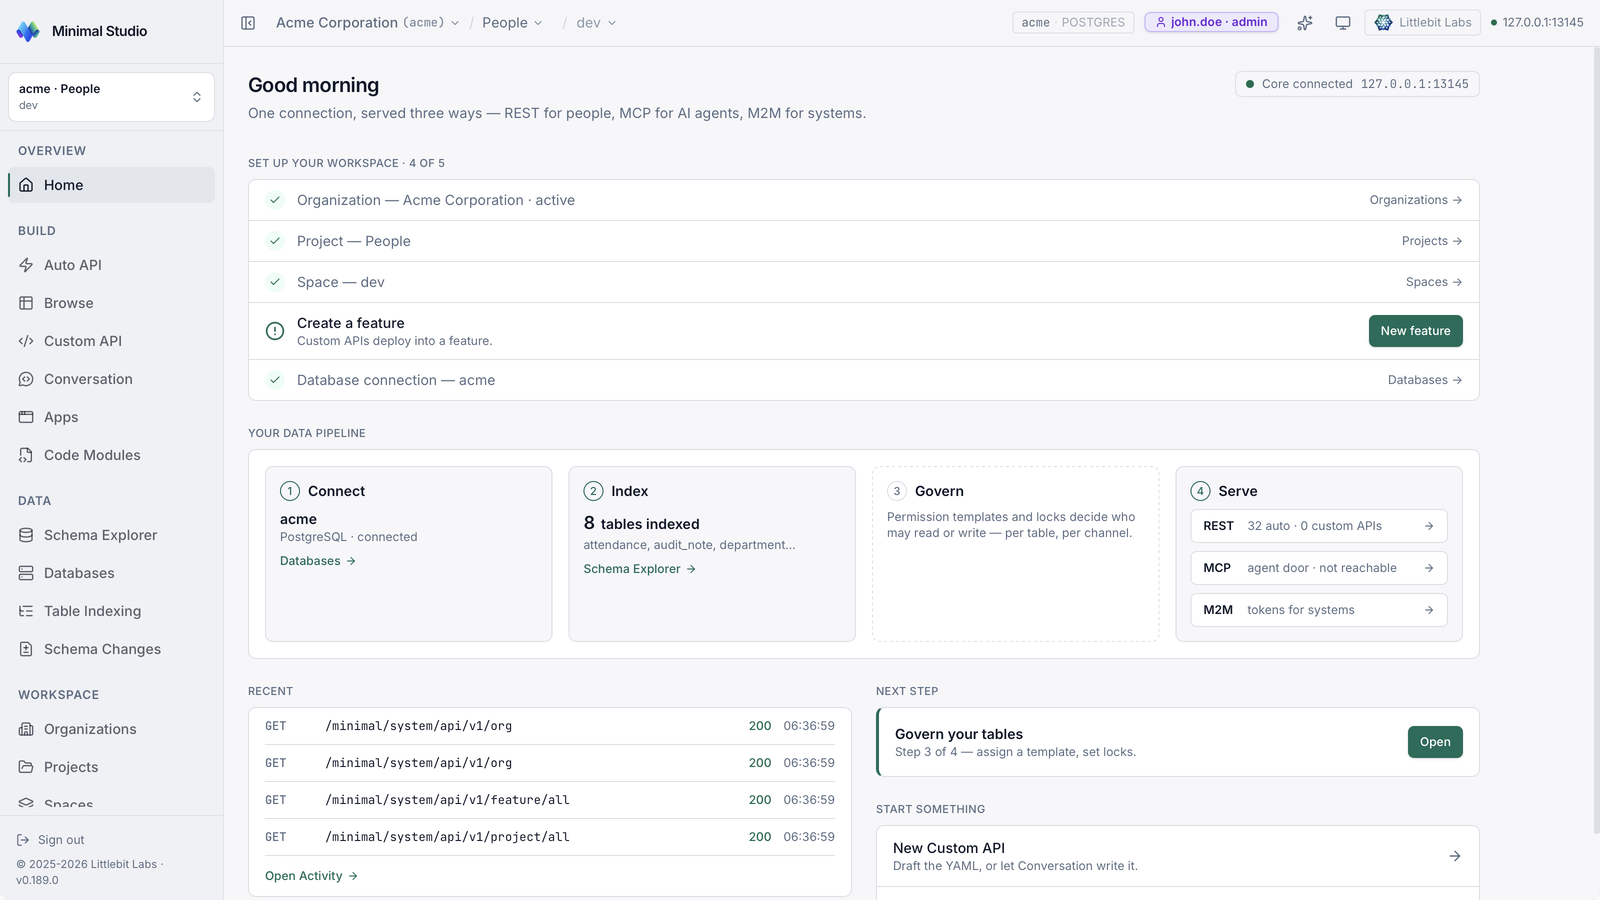 Minimal Studio
acme · People
dev
OVERVIEW
Home
BUILD
Auto API
Browse
Custom API
Conversation
Apps
Code Modules
DATA
Schema Explorer
Databases
Table Indexing
Schema Changes
WORKSPACE
Organizations
Projects
Spaces
Sign out
© 2025-2026 Littlebit Labs ·
v0.189.0
Acme Corporation (acme) / People / dev
acme · POSTGRES
john.doe · admin
Littlebit Labs
127.0.0.1:13145
Good morning
One connection, served three ways — REST for people, MCP for AI agents, M2M for systems.
Core connected 127.0.0.1:13145
SET UP YOUR WORKSPACE · 4 OF 5
Organization — Acme Corporation · active
Organizations →
Project — People
Projects →
Space — dev
Spaces →
Create a feature
Custom APIs deploy into a feature.
New feature
Database connection — acme
Databases →
YOUR DATA PIPELINE
1 Connect
acme
PostgreSQL · connected
Databases →
2 Index
8 tables indexed
attendance, audit_note, department...
Schema Explorer →
3 Govern
Permission templates and locks decide who
may read or write — per table, per channel.
4 Serve
REST 32 auto · 0 custom APIs →
MCP agent door · not reachable →
M2M tokens for systems →
RECENT
GET /minimal/system/api/v1/org 200 06:36:59
GET /minimal/system/api/v1/org 200 06:36:59
GET /minimal/system/api/v1/feature/all 200 06:36:59
GET /minimal/system/api/v1/project/all 200 06:36:59
Open Activity →
NEXT STEP
Govern your tables
Step 3 of 4 — assign a template, set locks.
Open
START SOMETHING
New Custom API
Draft the YAML, or let Conversation write it.